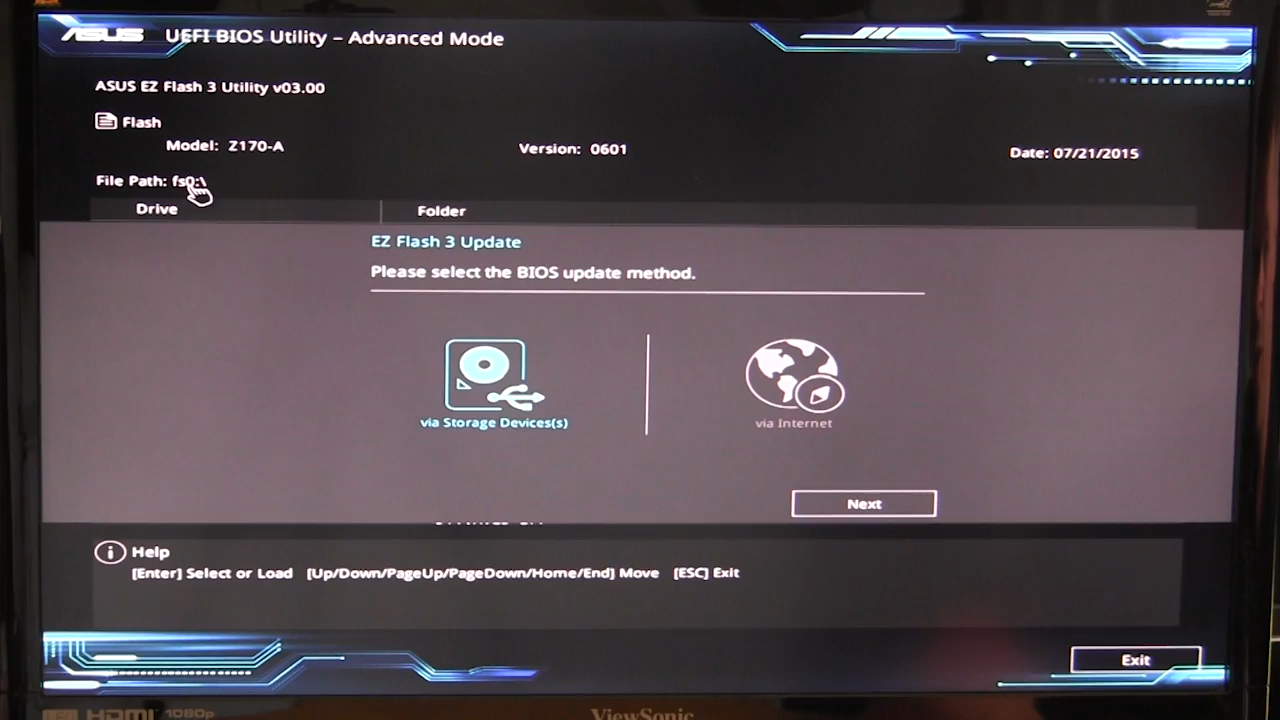 ASUS UEFI BIOS Utility – Advanced Mode
ASUS EZ Flash 3 Utility v03.00
Flash
Model: Z170-A Version: 0601 Date: 07/21/2015
File Path: fs0:\
Drive Folder
EZ Flash 3 Update
Please select the BIOS update method.
via Storage Devices(s) via Internet
Next
Help
[Enter] Select or Load [Up/Down/PageUp/PageDown/Home/End] Move [ESC] Exit
Exit
HDMI 1080p ViewSonic